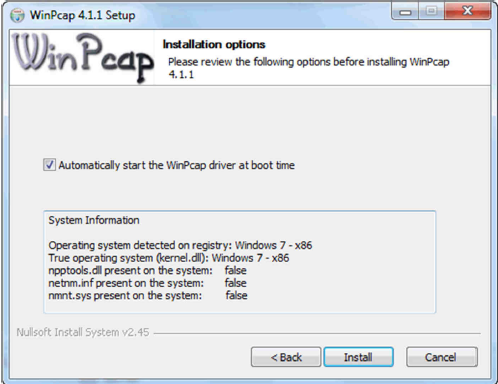 WinPcap 4.1.1 Setup
WinPcap
Installation options
Please review the following options before installing WinPcap
4.1.1
Automatically start the WinPcap driver at boot time
System Information
Operating system detected on registry: Windows 7 - x86
True operating system (kernel.dll): Windows 7 - x86
npptools.dll present on the system: false
netnm.inf present on the system: false
nmnt.sys present on the system: false
Nullsoft Install System v2.45
< Back
Install
Cancel